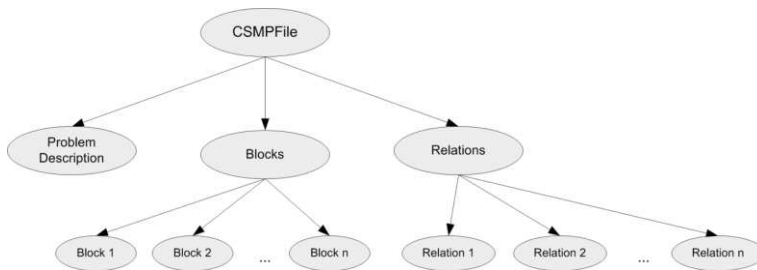 CSMPFile
Problem
Description
Blocks
Relations
Block 1
Block 2
...
Block n
Relation 1
Relation 2
...
Relation n